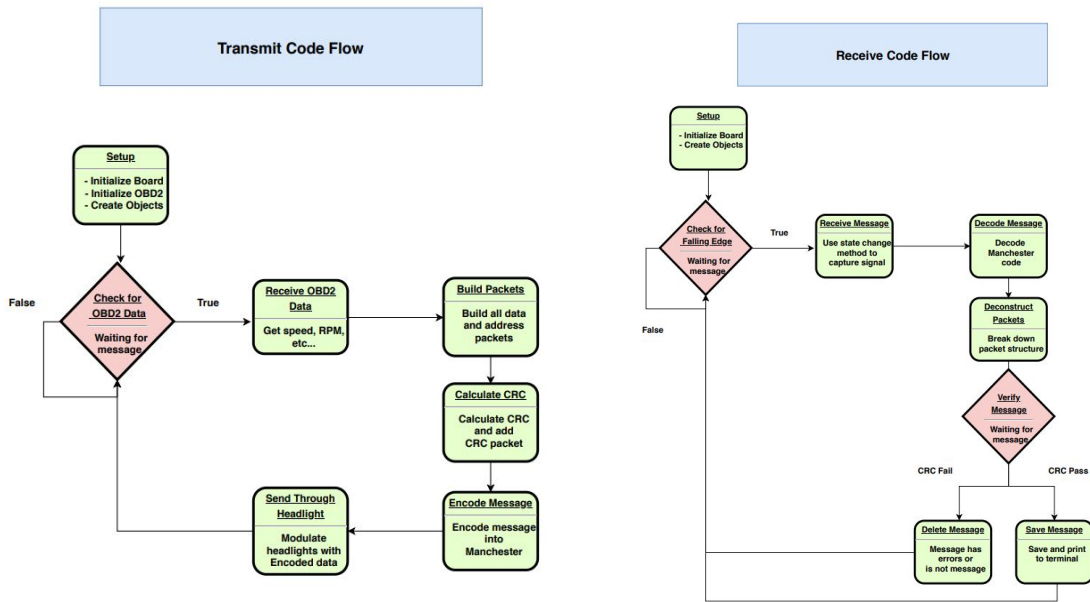 Transmit Code Flow
Setup
- Initialize Board
- Initialize OBD2
- Create Objects
False
Check for
OBD2 Data
Waiting for
message
True
Receive OBD2
Data
Get speed, RPM,
etc...
Build Packets
Build all data
and address
packets
Calculate CRC
Calculate CRC
and add
CRC packet
Encode Message
Encode message
into
Manchester
Send Through
Headlight
Modulate
headlights with
Encoded data
Receive Code Flow
Setup
- Initialize Board
- Create Objects
Check for
Falling Edge
Waiting for
message
True
False
Receive Message
Use state change
method to
capture signal
Decode Message
Decode
Manchester
code
Deconstruct
Packets
Break down
packet structure
Verify
Message
Waiting for
message
CRC Fail
CRC Pass
Delete Message
Message has
errors or
is not message
Save Message
Save and print
to terminal